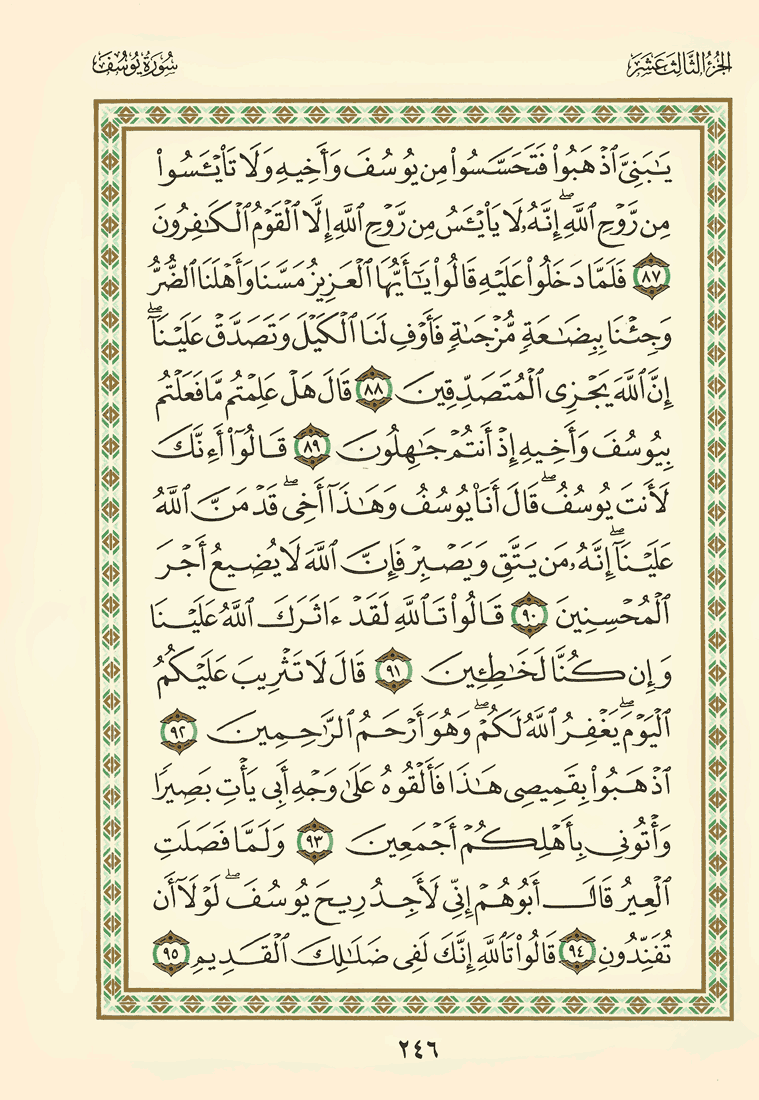 الجزء الثالث عشر
سورة يوسف
يَٰبَنِىَّ ٱذْهَبُوا۟ فَتَحَسَّسُوا۟ مِن يُوسُفَ وَأَخِيهِ وَلَا تَا۟يْـَٔسُوا۟
مِن رَّوْحِ ٱللَّهِۖ إِنَّهُۥ لَا يَا۟يْـَٔسُ مِن رَّوْحِ ٱللَّهِ إِلَّا ٱلْقَوْمُ ٱلْكَٰفِرُونَ
٨٧ فَلَمَّا دَخَلُوا۟ عَلَيْهِ قَالُوا۟ يَٰٓأَيُّهَا ٱلْعَزِيزُ مَسَّنَا وَأَهْلَنَا ٱلضُّرُّ
وَجِئْنَا بِبِضَٰعَةٍ مُّزْجَىٰةٍ فَأَوْفِ لَنَا ٱلْكَيْلَ وَتَصَدَّقْ عَلَيْنَآۖ
إِنَّ ٱللَّهَ يَجْزِى ٱلْمُتَصَدِّقِينَ ٨٨ قَالَ هَلْ عَلِمْتُم مَّا فَعَلْتُم
بِيُوسُفَ وَأَخِيهِ إِذْ أَنتُمْ جَٰهِلُونَ ٨٩ قَالُوٓا۟ أَءِنَّكَ
لَأَنتَ يُوسُفُۖ قَالَ أَنَا۠ يُوسُفُ وَهَٰذَآ أَخِىۖ قَدْ مَنَّ ٱللَّهُ
عَلَيْنَآۖ إِنَّهُۥ مَن يَتَّقِ وَيَصْبِرْ فَإِنَّ ٱللَّهَ لَا يُضِيعُ أَجْرَ
ٱلْمُحْسِنِينَ ٩٠ قَالُوا۟ تَٱللَّهِ لَقَدْ ءَاثَرَكَ ٱللَّهُ عَلَيْنَا
وَإِن كُنَّا لَخَٰطِـِٔينَ ٩١ قَالَ لَا تَثْرِيبَ عَلَيْكُمُ
ٱلْيَوْمَۖ يَغْفِرُ ٱللَّهُ لَكُمْۖ وَهُوَ أَرْحَمُ ٱلرَّٰحِمِينَ ٩٢
ٱذْهَبُوا۟ بِقَمِيصِى هَٰذَا فَأَلْقُوهُ عَلَىٰ وَجْهِ أَبِى يَأْتِ بَصِيرًا
وَأْتُونِى بِأَهْلِكُمْ أَجْمَعِينَ ٩٣ وَلَمَّا فَصَلَتِ
ٱلْعِيرُ قَالَ أَبُوهُمْ إِنِّى لَأَجِدُ رِيحَ يُوسُفَۖ لَوْلَآ أَن
تُفَنِّدُونِ ٩٤ قَالُوا۟ تَٱللَّهِ إِنَّكَ لَفِى ضَلَٰلِكَ ٱلْقَدِيمِ ٩٥
٢٤٦